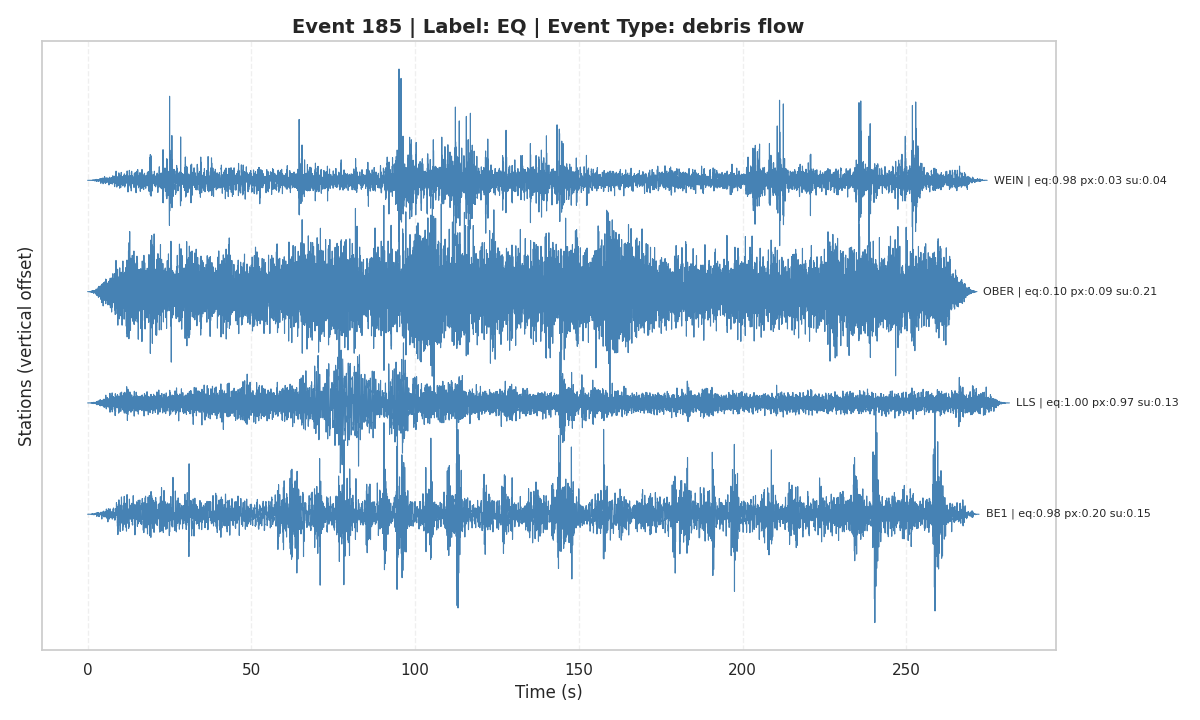 Event 185 | Label: EQ | Event Type: debris flow
Stations (vertical offset)
WEIN | eq:0.98 px:0.03 su:0.04
OBER | eq:0.10 px:0.09 su:0.21
LLS | eq:1.00 px:0.97 su:0.13
BE1 | eq:0.98 px:0.20 su:0.15
0 50 100 150 200 250
Time (s)